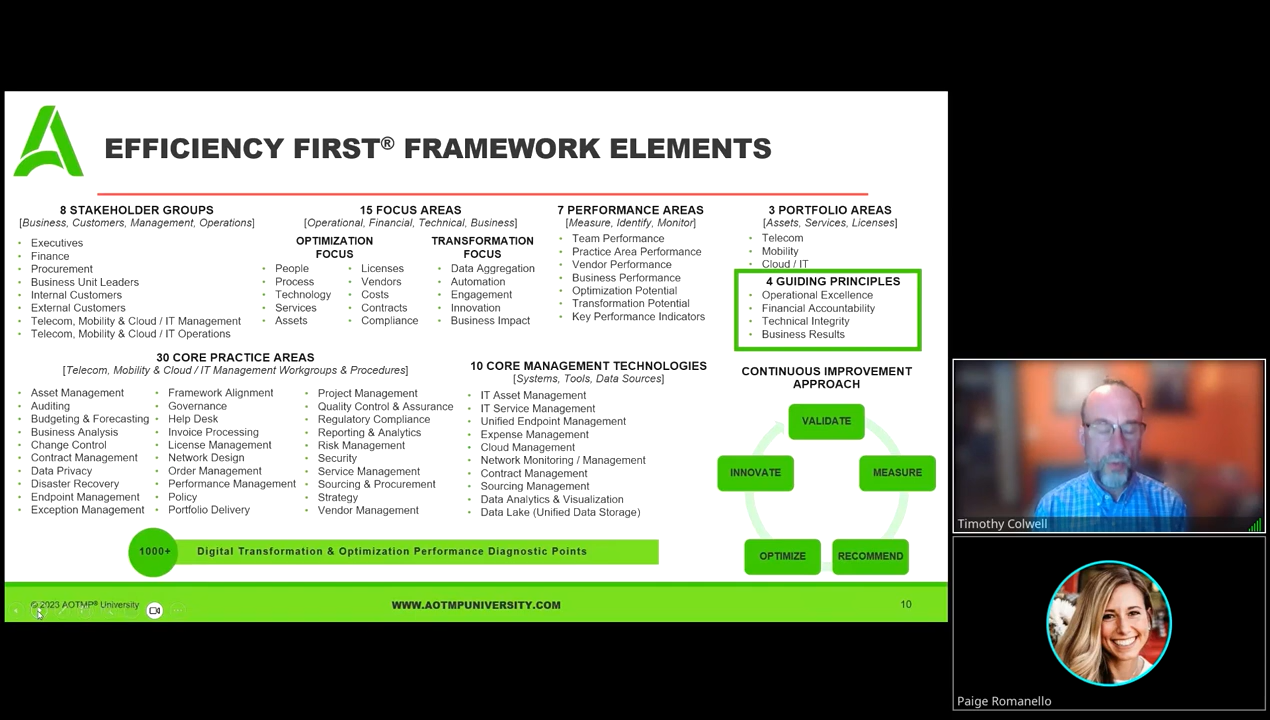 EFFICIENCY FIRST® FRAMEWORK ELEMENTS
8 STAKEHOLDER GROUPS
[Business, Customers, Management, Operations]
Executives
Finance
Procurement
Business Unit Leaders
Internal Customers
External Customers
Telecom, Mobility & Cloud / IT Management
Telecom, Mobility & Cloud / IT Operations
15 FOCUS AREAS
[Operational, Financial, Technical, Business]
OPTIMIZATION
FOCUS
People
Process
Technology
Services
Assets
Licenses
Vendors
Costs
Contracts
Compliance
TRANSFORMATION
FOCUS
Data Aggregation
Automation
Engagement
Innovation
Business Impact
7 PERFORMANCE AREAS
[Measure, Identify, Monitor]
Team Performance
Practice Area Performance
Vendor Performance
Business Performance
Optimization Potential
Transformation Potential
Key Performance Indicators
3 PORTFOLIO AREAS
[Assets, Services, Licenses]
Telecom
Mobility
Cloud / IT
4 GUIDING PRINCIPLES
Operational Excellence
Financial Accountability
Technical Integrity
Business Results
30 CORE PRACTICE AREAS
[Telecom, Mobility & Cloud / IT Management Workgroups & Procedures]
Asset Management
Auditing
Budgeting & Forecasting
Business Analysis
Change Control
Contract Management
Data Privacy
Disaster Recovery
Endpoint Management
Exception Management
Framework Alignment
Governance
Help Desk
Invoice Processing
License Management
Network Design
Order Management
Performance Management
Policy
Portfolio Delivery
Project Management
Quality Control & Assurance
Regulatory Compliance
Reporting & Analytics
Risk Management
Security
Service Management
Sourcing & Procurement
Strategy
Vendor Management
10 CORE MANAGEMENT TECHNOLOGIES
[Systems, Tools, Data Sources]
IT Asset Management
IT Service Management
Unified Endpoint Management
Expense Management
Cloud Management
Network Monitoring / Management
Contract Management
Sourcing Management
Data Analytics & Visualization
Data Lake (Unified Data Storage)
CONTINUOUS IMPROVEMENT
APPROACH
VALIDATE
MEASURE
RECOMMEND
OPTIMIZE
INNOVATE
1000+
Digital Transformation & Optimization Performance Diagnostic Points
© 2023 AOTMP® University
WWW.AOTMPUNIVERSITY.COM
10
Timothy Colwell
Paige Romanello